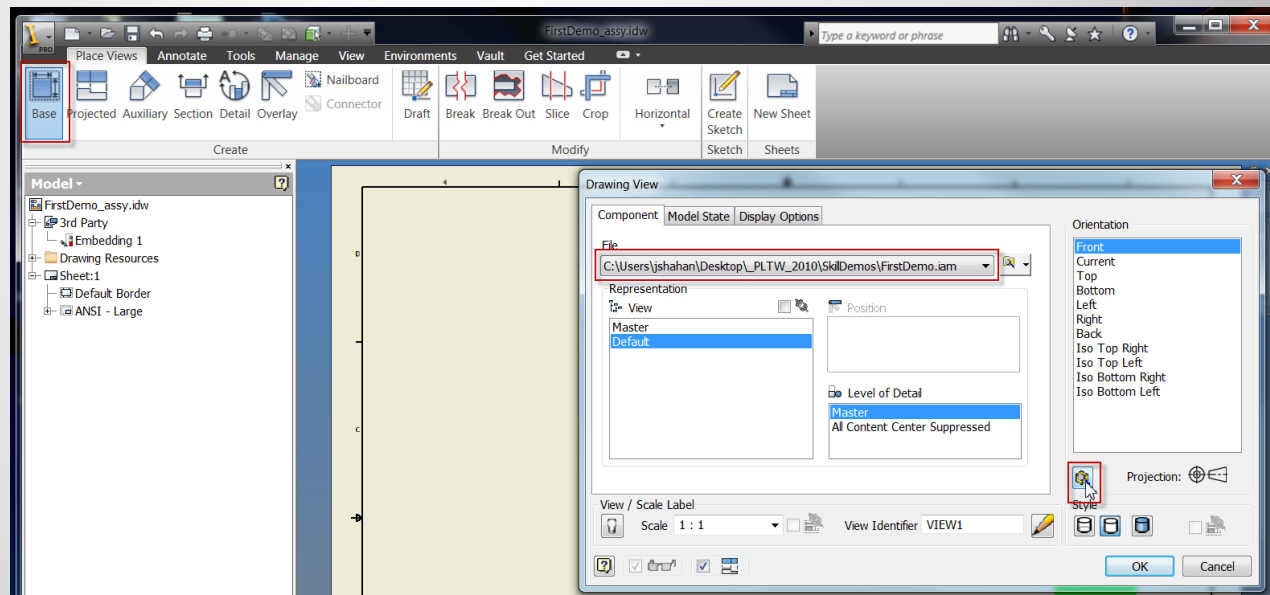 FirstDemo_assy.idw
Type a keyword or phrase
PRO
Place Views Annotate Tools Manage View Environments Vault Get Started
Base Projected Auxiliary Section Detail Overlay
Nailboard
Connector
Draft Break Break Out Slice Crop Horizontal Create Sketch New Sheet
Create Modify Sketch Sheets
Model
FirstDemo_assy.idw
3rd Party
Embedding 1
Drawing Resources
Sheet:1
Default Border
ANSI - Large
4
D
C
Drawing View
Component Model State Display Options
File
C:\Users\jshahan\Desktop\_PLTW_2010\SkilDemos\FirstDemo.iam
Representation
View
Master
Default
Position
Level of Detail
Master
All Content Center Suppressed
Orientation
Front
Current
Top
Bottom
Left
Right
Back
Iso Top Right
Iso Top Left
Iso Bottom Right
Iso Bottom Left
Projection:
View / Scale Label
Scale 1 : 1
View Identifier VIEW1
Style
OK Cancel